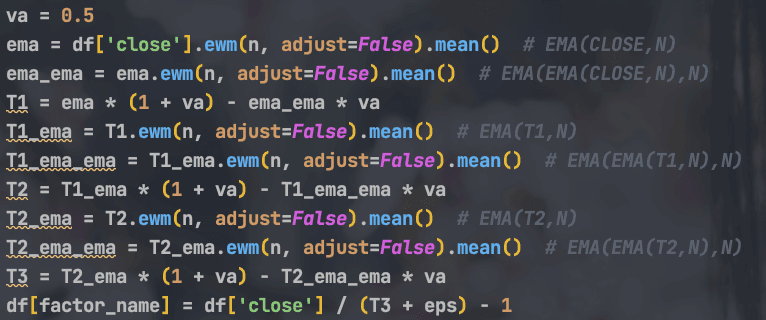 va = 0.5
ema = df['close'].ewm(n, adjust=False).mean()  # EMA(CLOSE,N)
ema_ema = ema.ewm(n, adjust=False).mean()  # EMA(EMA(CLOSE,N),N)
T1 = ema * (1 + va) - ema_ema * va
T1_ema = T1.ewm(n, adjust=False).mean()  # EMA(T1,N)
T1_ema_ema = T1_ema.ewm(n, adjust=False).mean()  # EMA(EMA(T1,N),N)
T2 = T1_ema * (1 + va) - T1_ema_ema * va
T2_ema = T2.ewm(n, adjust=False).mean()  # EMA(T2,N)
T2_ema_ema = T2_ema.ewm(n, adjust=False).mean()  # EMA(EMA(T2,N),N)
T3 = T2_ema * (1 + va) - T2_ema_ema * va
df[factor_name] = df['close'] / (T3 + eps) - 1